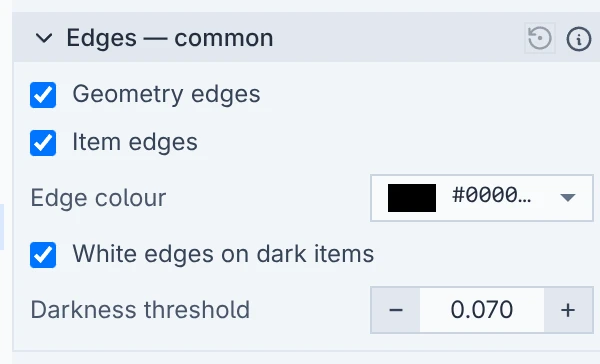 Edges — common
Geometry edges
Item edges
Edge colour #0000...
White edges on dark items
Darkness threshold − 0.070 +